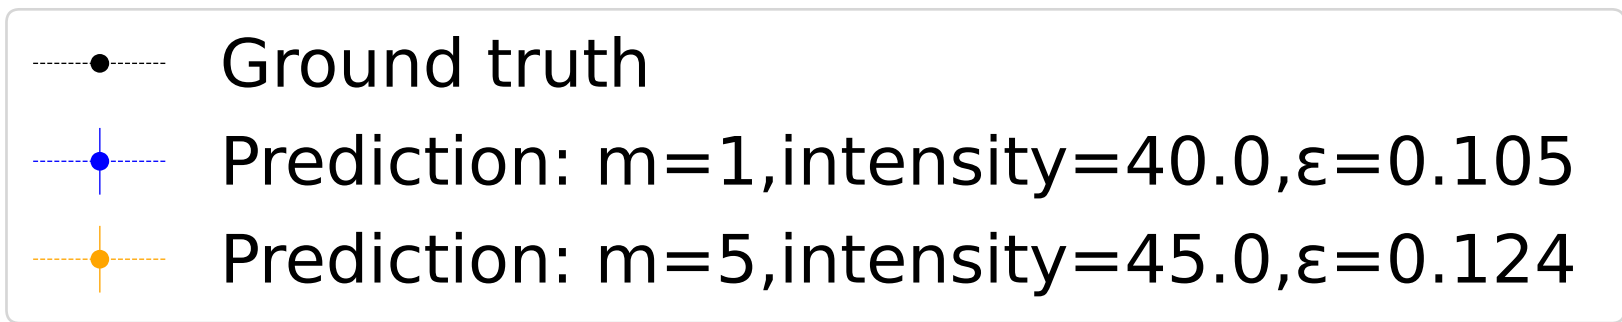 Ground truth
Prediction: m=1,intensity=40.0,ε=0.105
Prediction: m=5,intensity=45.0,ε=0.124